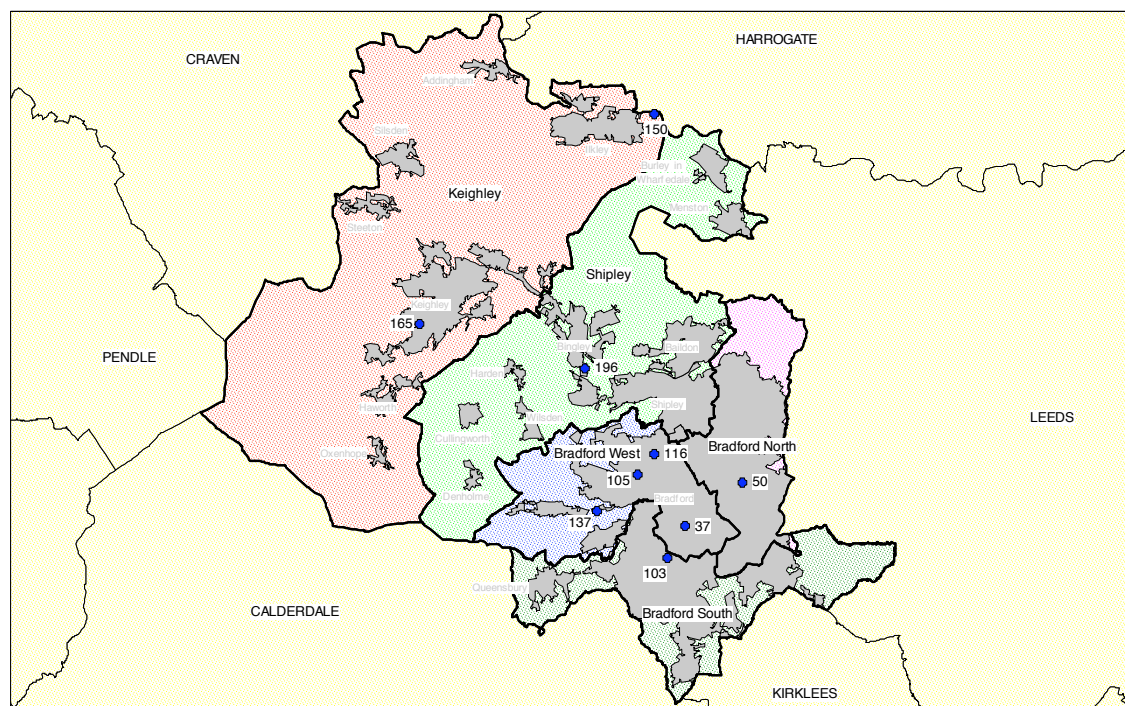 HARROGATE
CRAVEN
Addingham
150
Silsden
Ilkley
Burley in
Wharfedale
Keighley
Menston
Steeton
Shipley
Keighley
165
Bingley
Baildon
PENDLE
196
Harden
Haworth
Shipley
LEEDS
Wilsden
Cullingworth
Bradford North
Bradford West
116
Oxenhope
105
50
Denholme
Bradford
137
37
103
Queensbury
CALDERDALE
Bradford South
KIRKLEES